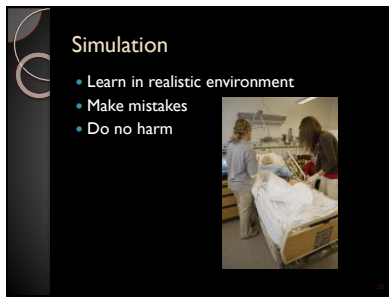 Simulation
Learn in realistic environment
Make mistakes
Do no harm